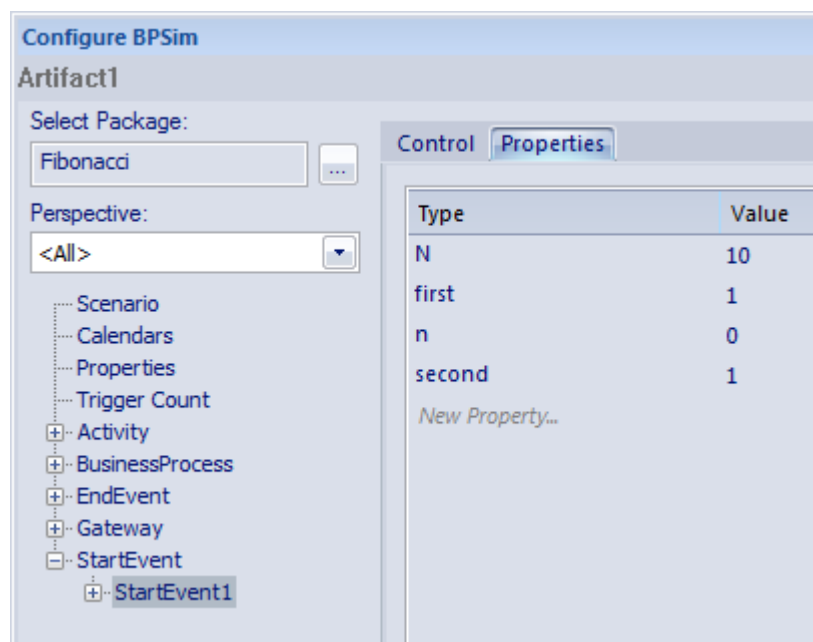 Configure BPSim
Artifact1
Select Package:
Fibonacci
...
Perspective:
<All>
Scenario
Calendars
Properties
Trigger Count
Activity
BusinessProcess
EndEvent
Gateway
StartEvent
StartEvent1
Control Properties
Type Value
N 10
first 1
n 0
second 1
New Property...